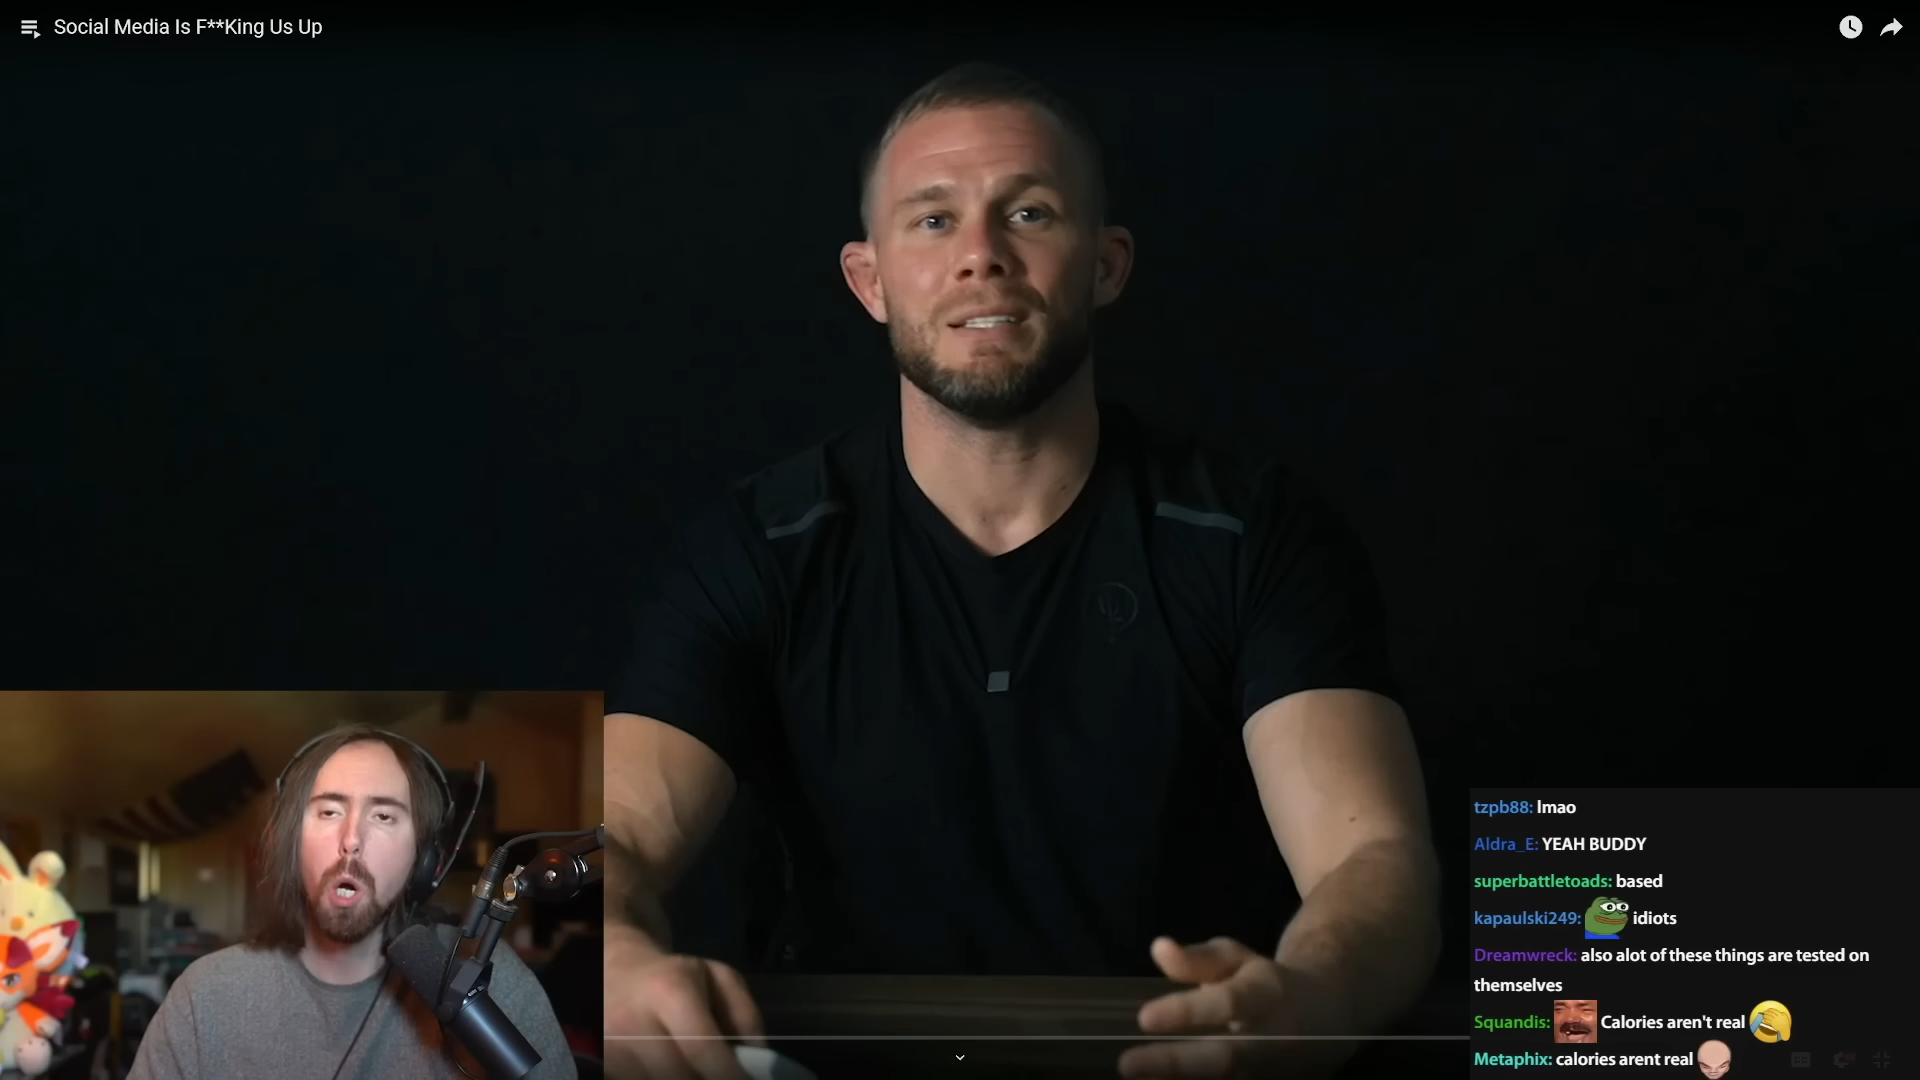 Social Media Is F**King Us Up
tzpb88: lmao
Aldra_E: YEAH BUDDY
superbattletoads: based
kapaulski249: idiots
Dreamwreck: also alot of these things are tested on
themselves
Squandis: Calories aren't real
Metaphix: calories arent real